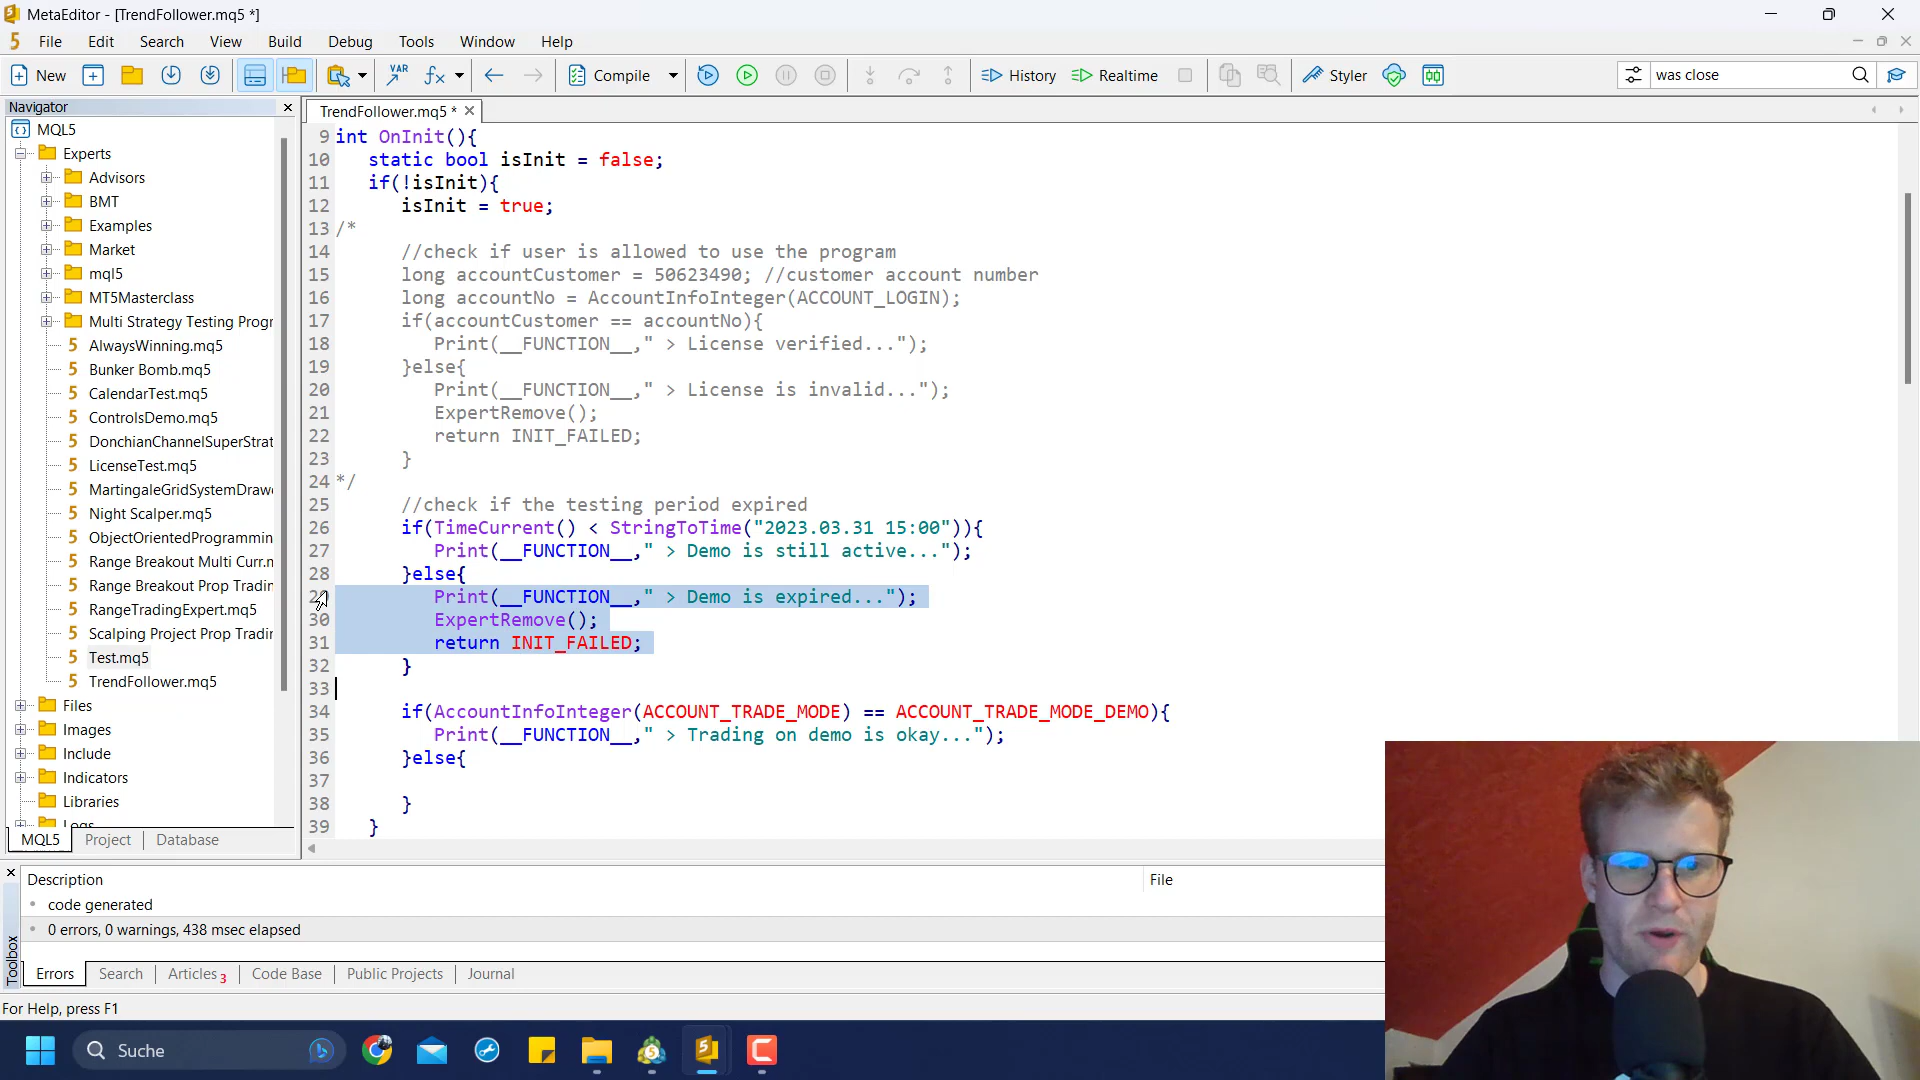 MetaEditor - [TrendFollower.mq5 *]
File Edit Search View Build Debug Tools Window Help
New VAR Compile History Realtime Styler was close
Navigator
TrendFollower.mq5 *
MQL5
Experts
Advisors
BMT
Examples
Market
mql5
MT5Masterclass
Multi Strategy Testing Progr
AlwaysWinning.mq5
Bunker Bomb.mq5
CalendarTest.mq5
ControlsDemo.mq5
DonchianChannelSuperStrat
LicenseTest.mq5
MartingaleGridSystemDraw
Night Scalper.mq5
ObjectOrientedProgrammin
Range Breakout Multi Curr.m
Range Breakout Prop Tradin
RangeTradingExpert.mq5
Scalping Project Prop Tradin
Test.mq5
TrendFollower.mq5
Files
Images
Include
Indicators
Libraries
Logs
MQL5 Project Database
9 int OnInit(){
10 static bool isInit = false;
11 if(!isInit){
12 isInit = true;
13 /*
14 //check if user is allowed to use the program
15 long accountCustomer = 50623490; //customer account number
16 long accountNo = AccountInfoInteger(ACCOUNT_LOGIN);
17 if(accountCustomer == accountNo){
18 Print(__FUNCTION__," > License verified...");
19 }else{
20 Print(__FUNCTION__," > License is invalid...");
21 ExpertRemove();
22 return INIT_FAILED;
23 }
24 */
25 //check if the testing period expired
26 if(TimeCurrent() < StringToTime("2023.03.31 15:00")){
27 Print(__FUNCTION__," > Demo is still active...");
28 }else{
29 Print(__FUNCTION__," > Demo is expired...");
30 ExpertRemove();
31 return INIT_FAILED;
32 }
33
34 if(AccountInfoInteger(ACCOUNT_TRADE_MODE) == ACCOUNT_TRADE_MODE_DEMO){
35 Print(__FUNCTION__," > Trading on demo is okay...");
36 }else{
37
38 }
39 }
Description File
code generated
0 errors, 0 warnings, 438 msec elapsed
Toolbox
Errors Search Articles 3 Code Base Public Projects Journal
For Help, press F1
Suche